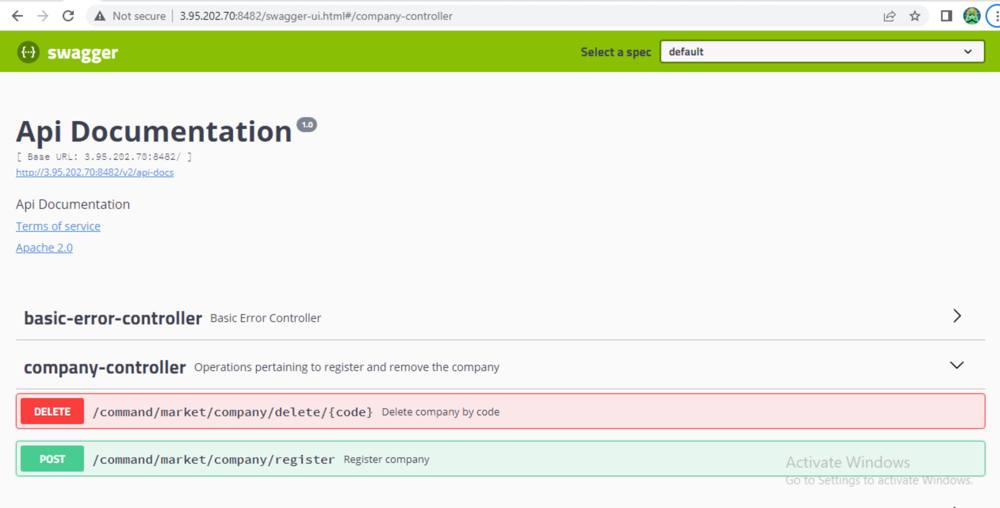 Not secure | 3.95.202.70:8482/swagger-ui.html#/company-controller
{···} swagger
Select a spec default
Api Documentation 1.0
[ Base URL: 3.95.202.70:8482/ ]
http://3.95.202.70:8482/v2/api-docs
Api Documentation
Terms of service
Apache 2.0
basic-error-controller Basic Error Controller
company-controller Operations pertaining to register and remove the company
DELETE /command/market/company/delete/{code} Delete company by code
POST /command/market/company/register Register company
Activate Windows
Go to Settings to activate Windows.